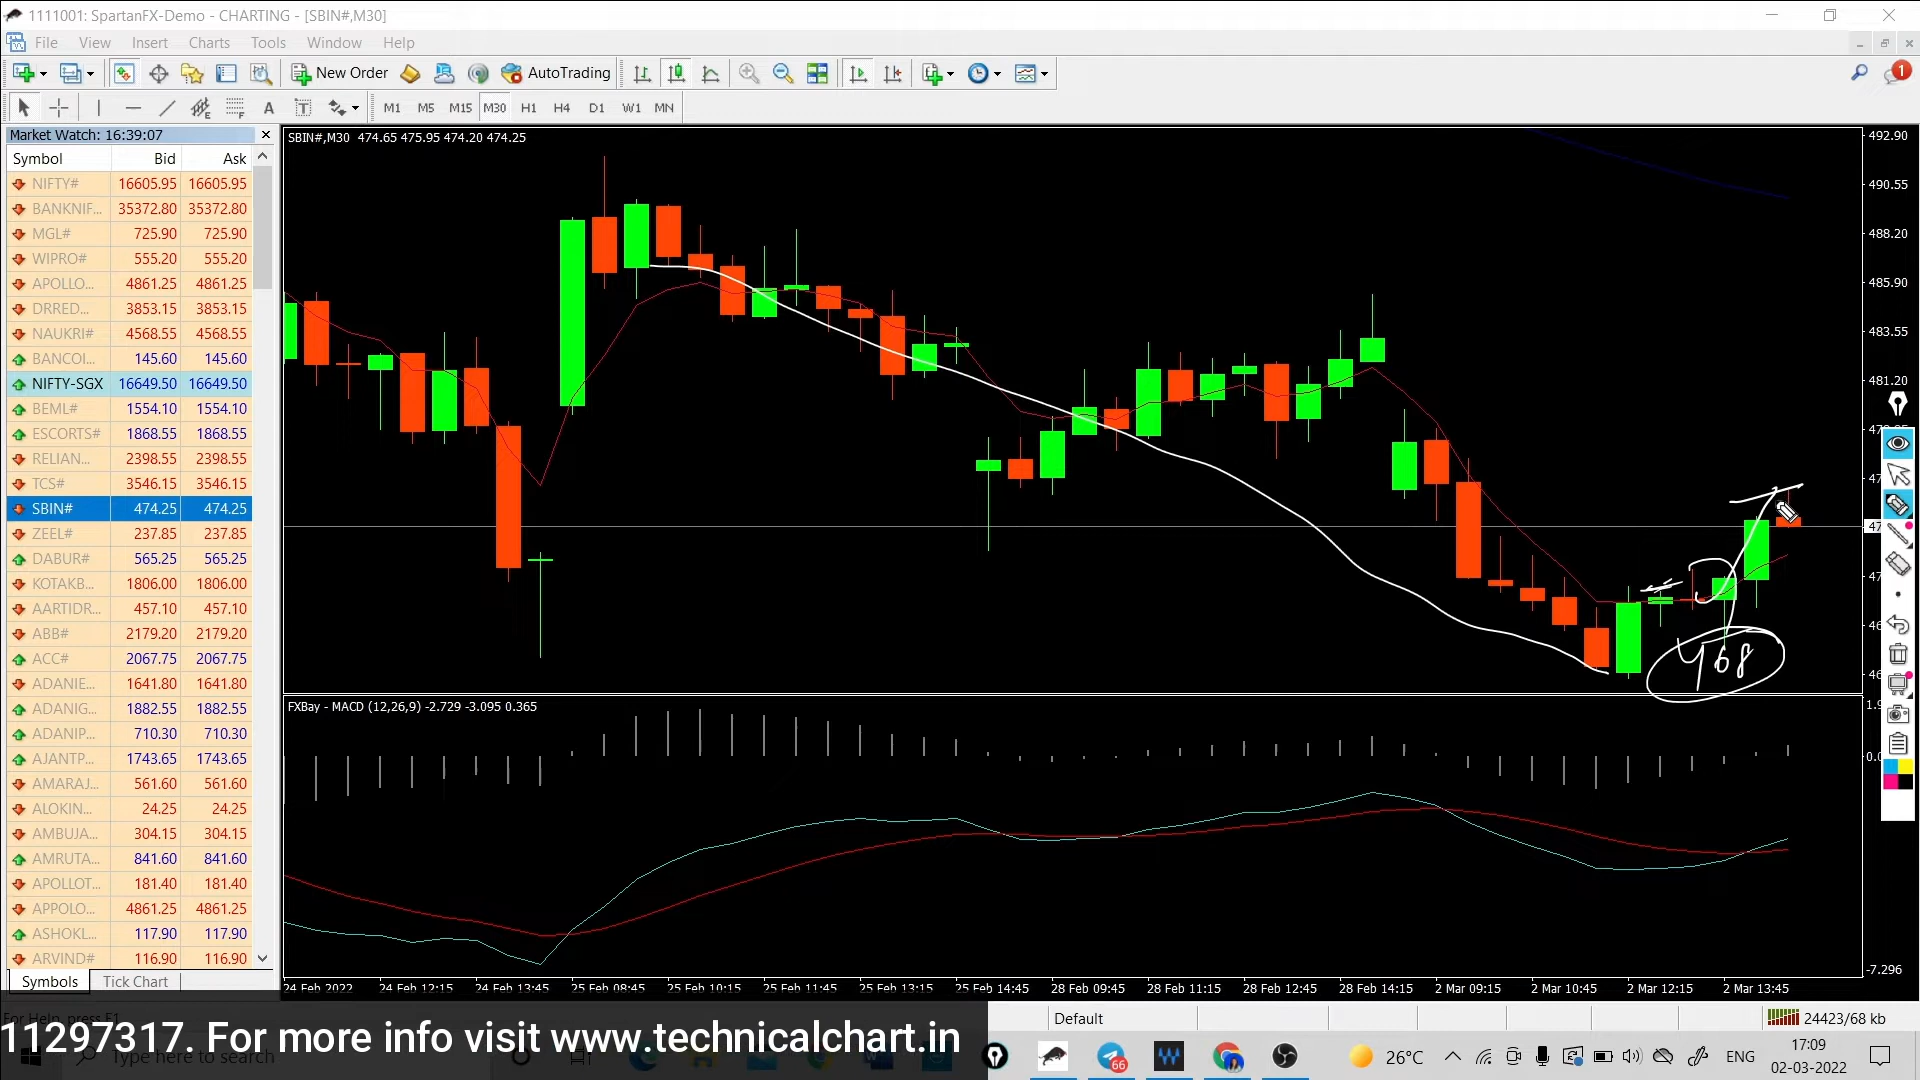 1111001: SpartanFX-Demo - CHARTING - [SBIN#,M30]
File View Insert Charts Tools Window Help
New Order AutoTrading 1
A T M1 M5 M15 M30 H1 H4 D1 W1 MN
Market Watch: 16:39:07
Symbol Bid Ask
NIFTY# 16605.95 16605.95
BANKNIF... 35372.80 35372.80
MGL# 725.90 725.90
WIPRO# 555.20 555.20
APOLLO... 4861.25 4861.25
DRRED... 3853.15 3853.15
NAUKRI# 4568.55 4568.55
BANCOI... 145.60 145.60
NIFTY-SGX 16649.50 16649.50
BEML# 1554.10 1554.10
ESCORTS# 1868.55 1868.55
RELIAN... 2398.55 2398.55
TCS# 3546.15 3546.15
SBIN# 474.25 474.25
ZEEL# 237.85 237.85
DABUR# 565.25 565.25
KOTAKB... 1806.00 1806.00
AARTIDR... 457.10 457.10
ABB# 2179.20 2179.20
ACC# 2067.75 2067.75
ADANIE... 1641.80 1641.80
ADANIG... 1882.55 1882.55
ADANIP... 710.30 710.30
AJANTP... 1743.65 1743.65
AMARAJ... 561.60 561.60
ALOKIN... 24.25 24.25
AMBUJA... 304.15 304.15
AMRUTA... 841.60 841.60
APOLLOT... 181.40 181.40
APPOLO... 4861.25 4861.25
ASHOKL... 117.90 117.90
ARVIND# 116.90 116.90
Symbols Tick Chart
SBIN#,M30 474.65 475.95 474.20 474.25
492.90
490.55
488.20
485.90
483.55
481.20
468
FXBay - MACD (12,26,9) -2.729 -3.095 0.365
-7.296
24 Feb 2022 24 Feb 12:15 24 Feb 13:45 25 Feb 08:45 25 Feb 10:15 25 Feb 11:45 25 Feb 13:15 25 Feb 14:45 28 Feb 09:45 28 Feb 11:15 28 Feb 12:45 28 Feb 14:15 2 Mar 09:15 2 Mar 10:45 2 Mar 12:15 2 Mar 13:45
For Help, press F1
Default 24423/68 kb
11297317. For more info visit www.technicalchart.in
Type here to search
66 26°C ENG 17:09
02-03-2022